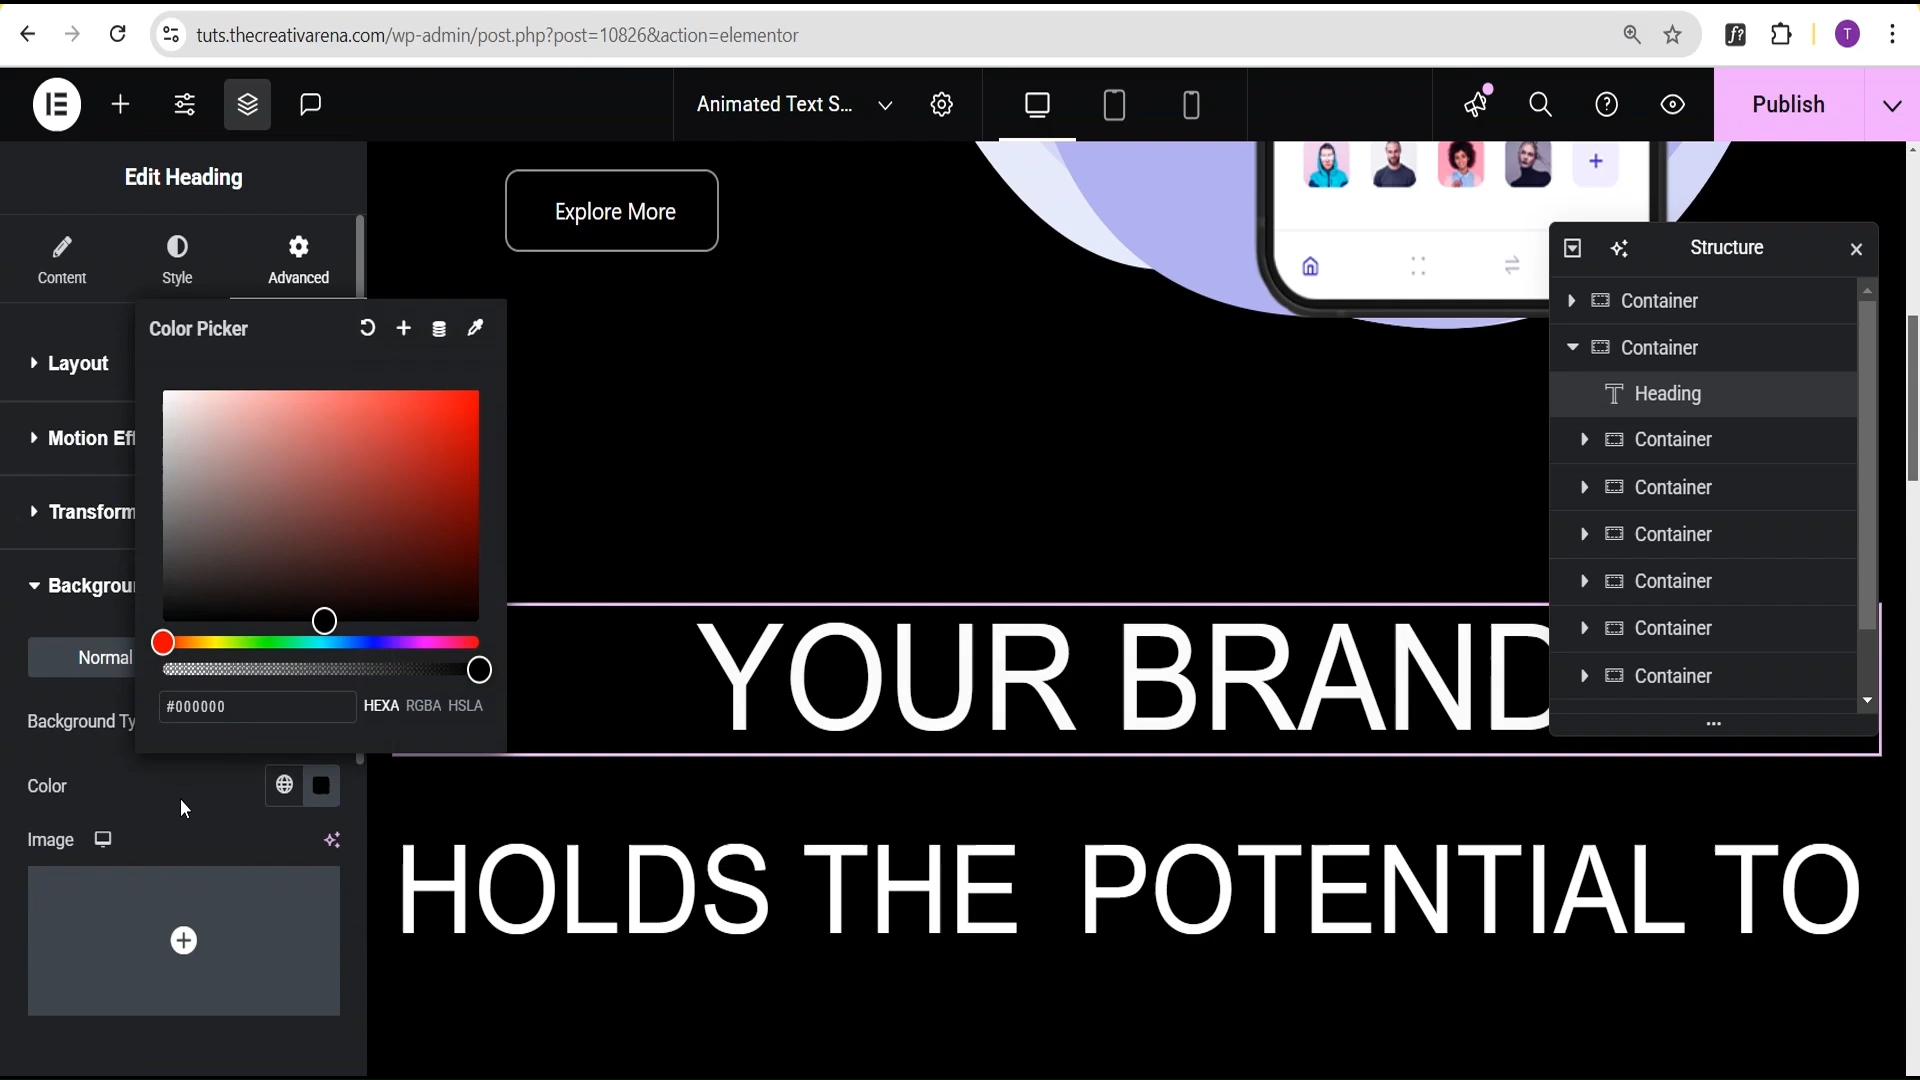 tuts.thecreativarena.com/wp-admin/post.php?post=10826&action=elementor
T
Animated Text S...
Publish
Edit Heading
Content
Style
Advanced
Layout
Motion Eff
Transform
Backgrou
Normal
Background Ty
Color
Image
Color Picker
#000000
HEXA RGBA HSLA
Explore More
YOUR BRAND
HOLDS THE POTENTIAL TO
Structure
Container
Container
Heading
Container
Container
Container
Container
Container
Container